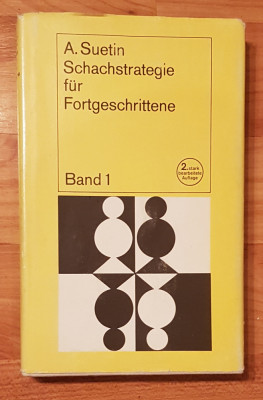 A. Suetin
Schachstrategie
für
Fortgeschrittene
Band 1
2. stark
bearbeitete
Auflage